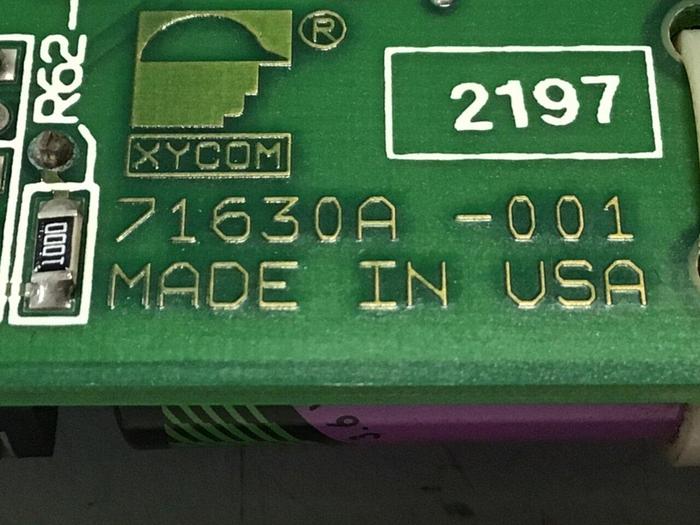 R62
®
2197
XYCOM
71630A -001
1000
MADE IN USA